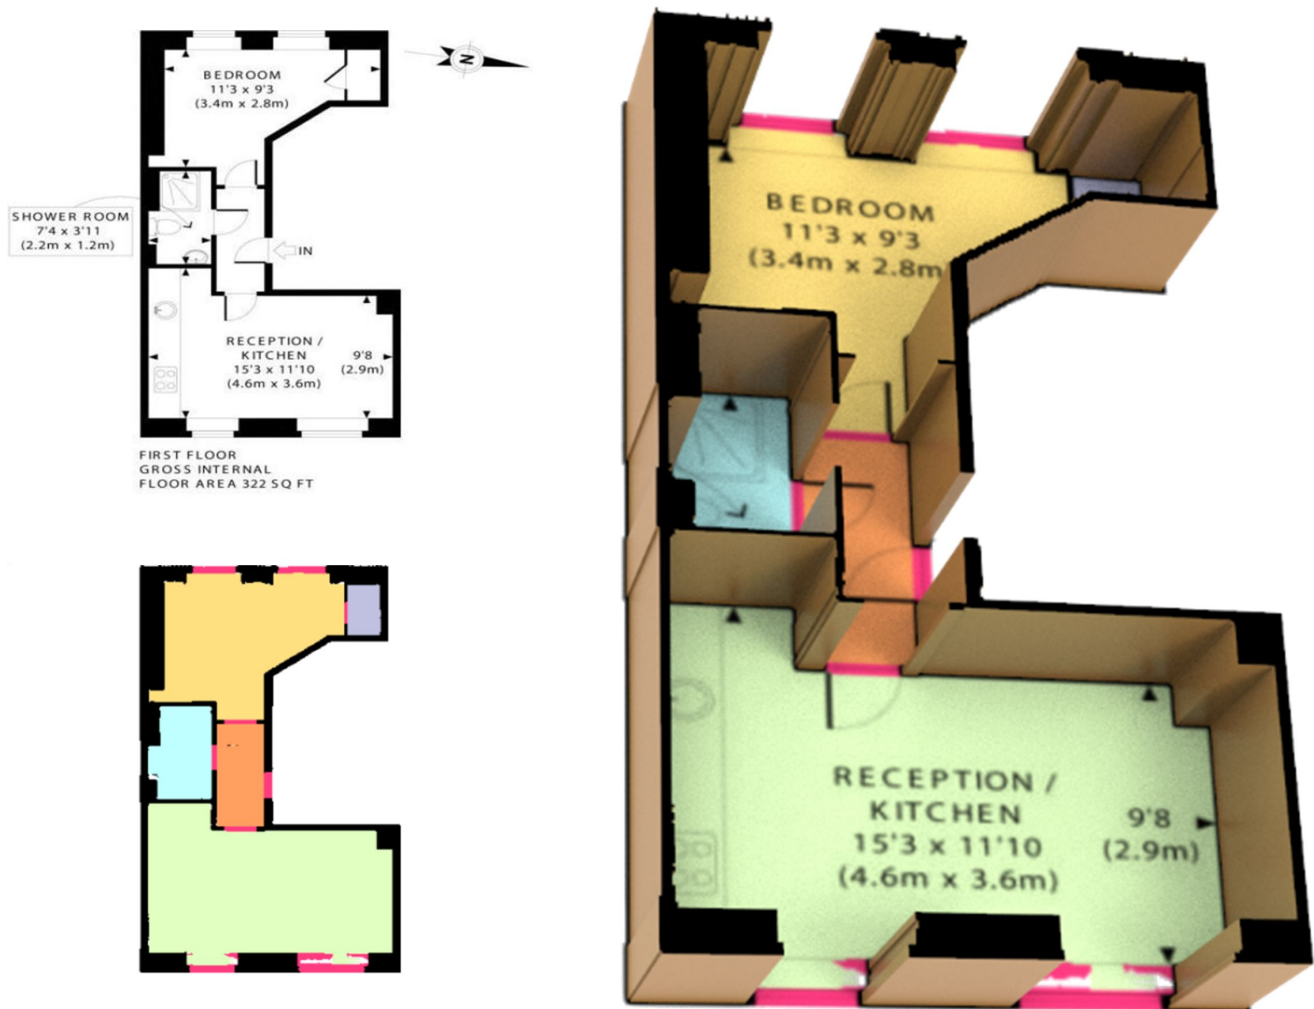 BEDROOM
11'3 x 9'3
(3.4m x 2.8m)
N
SHOWER ROOM
7'4 x 3'11
(2.2m x 1.2m)
IN
RECEPTION /
KITCHEN
15'3 x 11'10
(4.6m x 3.6m)
9'8
(2.9m)
FIRST FLOOR
GROSS INTERNAL
FLOOR AREA 322 SQ FT
BEDROOM
11'3 x 9'3
(3.4m x 2.8m
RECEPTION /
KITCHEN
15'3 x 11'10
(4.6m x 3.6m)
9'8
(2.9m)